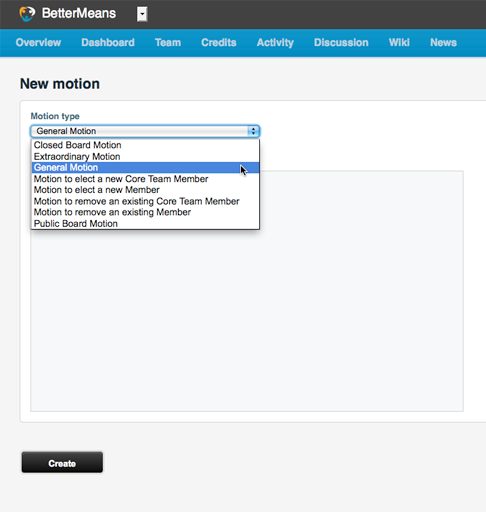 BetterMeans
Overview Dashboard Team Credits Activity Discussion Wiki News
New motion
Motion type
General Motion
Closed Board Motion
Extraordinary Motion
General Motion
Motion to elect a new Core Team Member
Motion to elect a new Member
Motion to remove an existing Core Team Member
Motion to remove an existing Member
Public Board Motion
Create